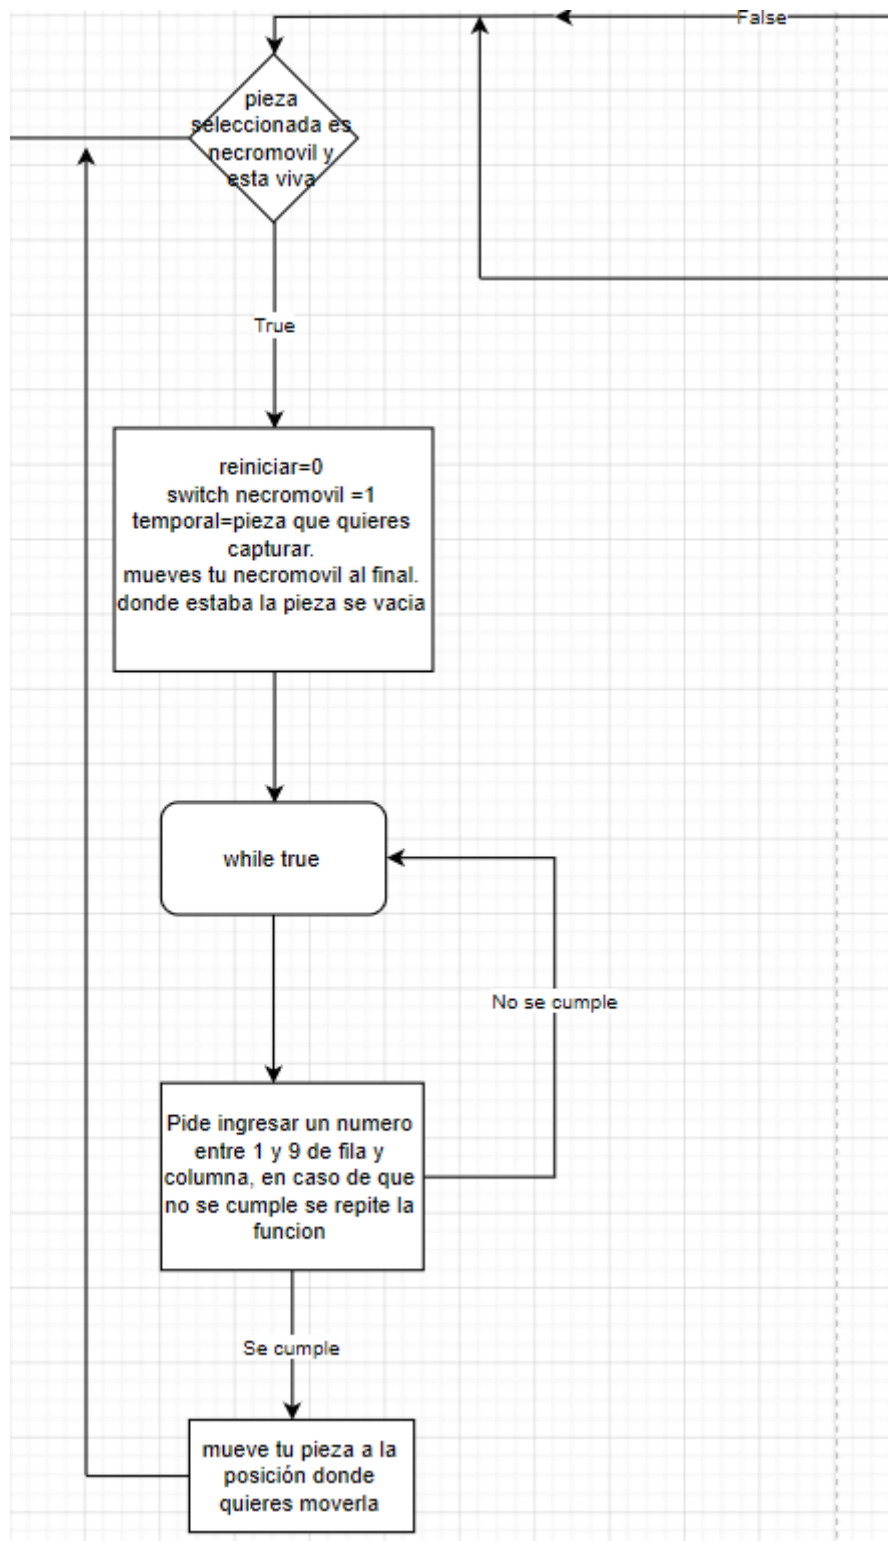 False
pieza
seleccionada es
necromovil y
esta viva
True
reiniciar=0
switch necromovil =1
temporal=pieza que quieres
capturar.
mueves tu necromovil al final.
donde estaba la pieza se vacia
while true
No se cumple
Pide ingresar un numero
entre 1 y 9 de fila y
columna, en caso de que
no se cumple se repite la
funcion
Se cumple
mueve tu pieza a la
posición donde
quieres moverla